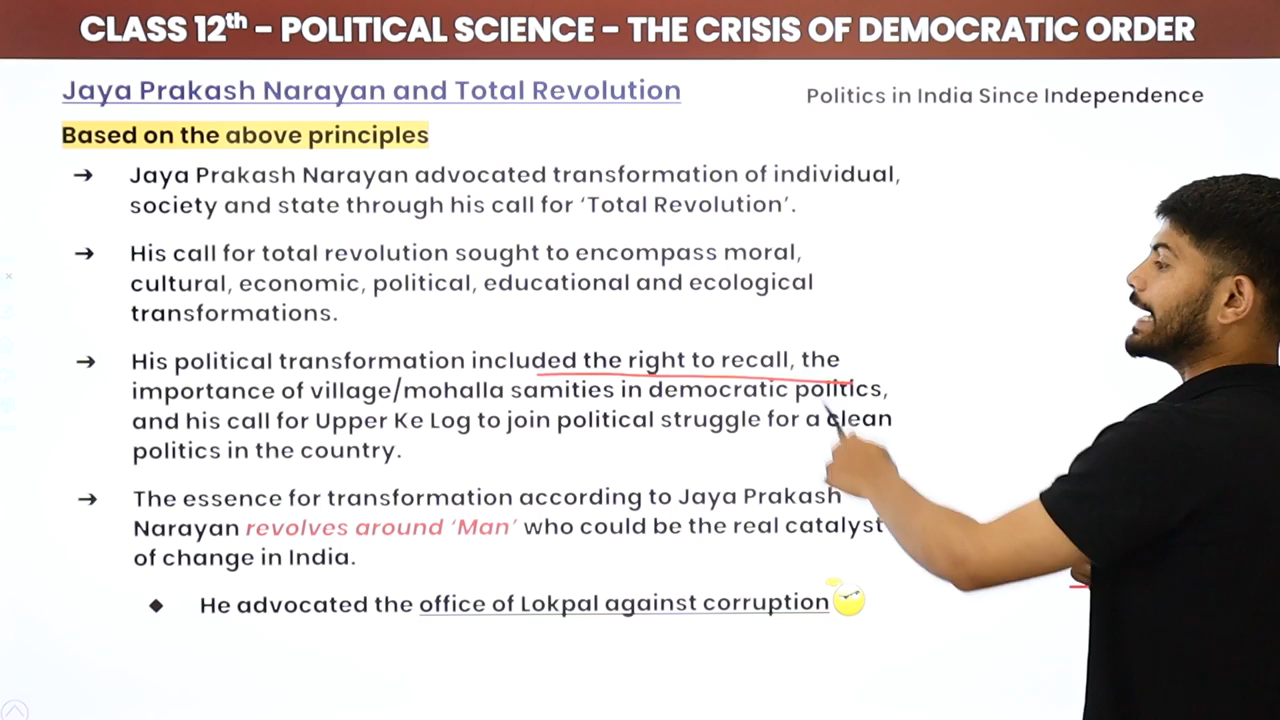 CLASS 12th – POLITICAL SCIENCE – THE CRISIS OF DEMOCRATIC ORDER
Jaya Prakash Narayan and Total Revolution
Politics in India Since Independence
Based on the above principles
➔ Jaya Prakash Narayan advocated transformation of individual,
society and state through his call for ‘Total Revolution’.
➔ His call for total revolution sought to encompass moral,
cultural, economic, political, educational and ecological
transformations.
➔ His political transformation included the right to recall, the
importance of village/mohalla samities in democratic politics,
and his call for Upper Ke Log to join political struggle for a clean
politics in the country.
➔ The essence for transformation according to Jaya Prakash
Narayan revolves around ‘Man’ who could be the real catalyst
of change in India.
◆ He advocated the office of Lokpal against corruption